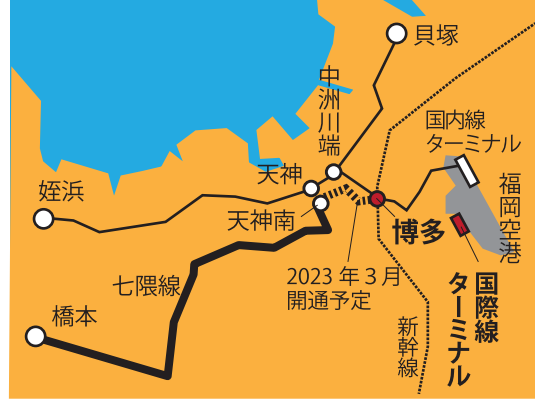 貝塚
中洲川端
国内線
ターミナル
天神
姪浜
福岡空港
天神南
博多
七隈線
2023年3月
開通予定
国際線
ターミナル
橋本
新幹線